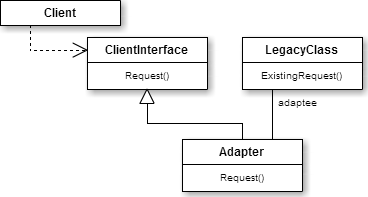 Client
ClientInterface
Request()
LegacyClass
ExistingRequest()
adaptee
Adapter
Request()